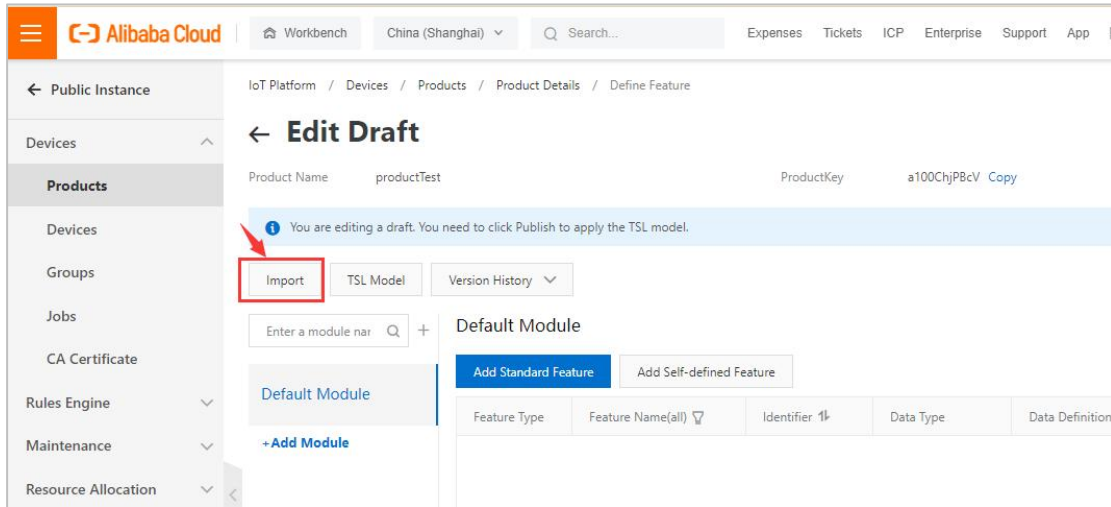 Alibaba Cloud
Workbench
China (Shanghai)
Search...
Expenses Tickets ICP Enterprise Support App
Public Instance
Devices
Products
Devices
Groups
Jobs
CA Certificate
Rules Engine
Maintenance
Resource Allocation
IoT Platform / Devices / Products / Product Details / Define Feature
Edit Draft
Product Name productTest ProductKey a100ChjPBcV Copy
You are editing a draft. You need to click Publish to apply the TSL model.
Import TSL Model Version History
Enter a module nar
Default Module
+Add Module
Default Module
Add Standard Feature Add Self-defined Feature
Feature Type Feature Name(all) Identifier Data Type Data Definition